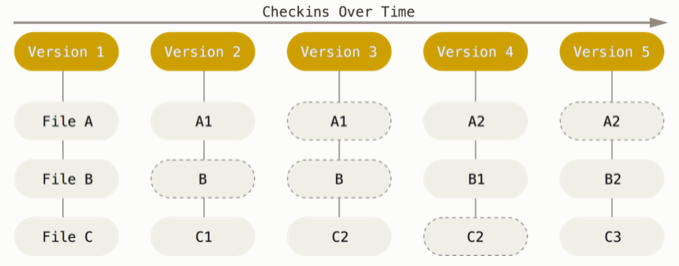 Checkins Over Time
Version 1 Version 2 Version 3 Version 4 Version 5
File A A1 A1 A2 A2
File B B B B1 B2
File C C1 C2 C2 C3